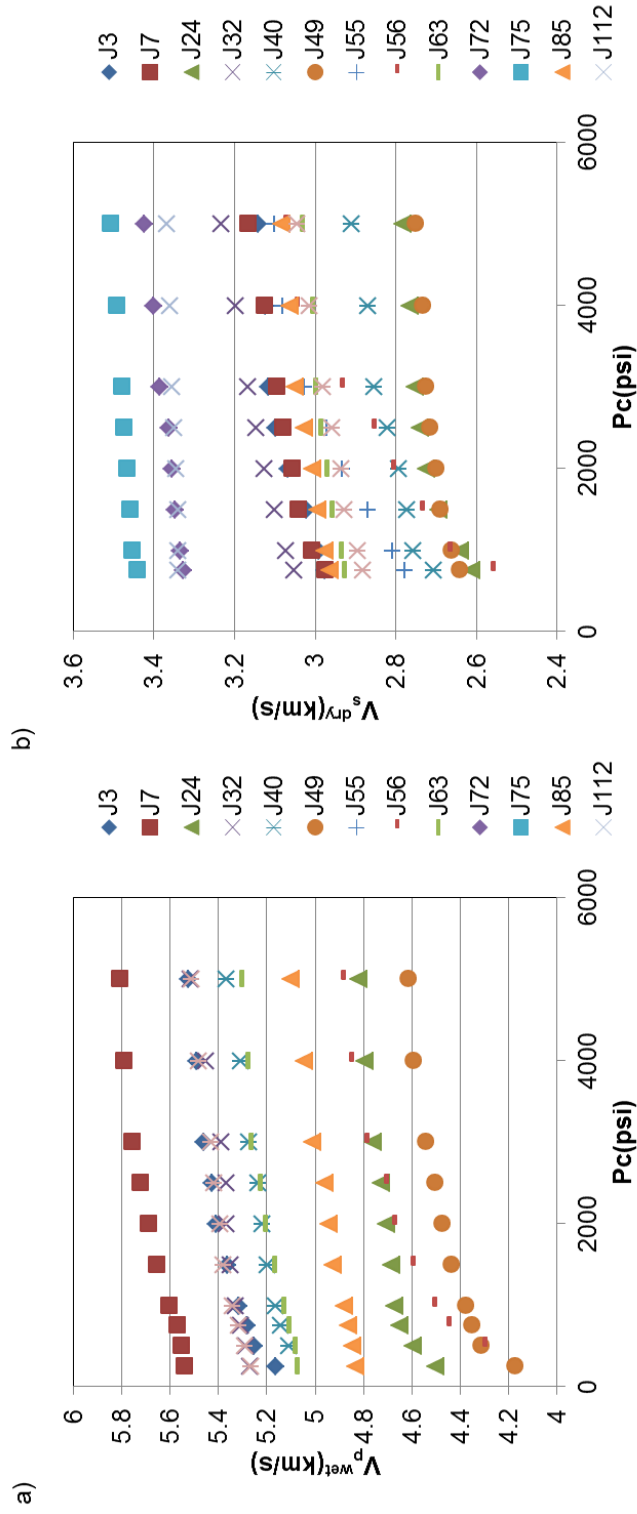 a)
6
5.8
5.6
5.4
5.2
5
4.8
4.6
4.4
4.2
4
Vp wet(km/s)
0
2000
4000
6000
Pc(psi)
J3
J7
J24
J32
J40
J49
J55
J56
J63
J72
J75
J85
J112
b)
3.6
3.4
3.2
3
2.8
2.6
2.4
Vs dry(km/s)
0
2000
4000
6000
Pc(psi)
J3
J7
J24
J32
J40
J49
J55
J56
J63
J72
J75
J85
J112